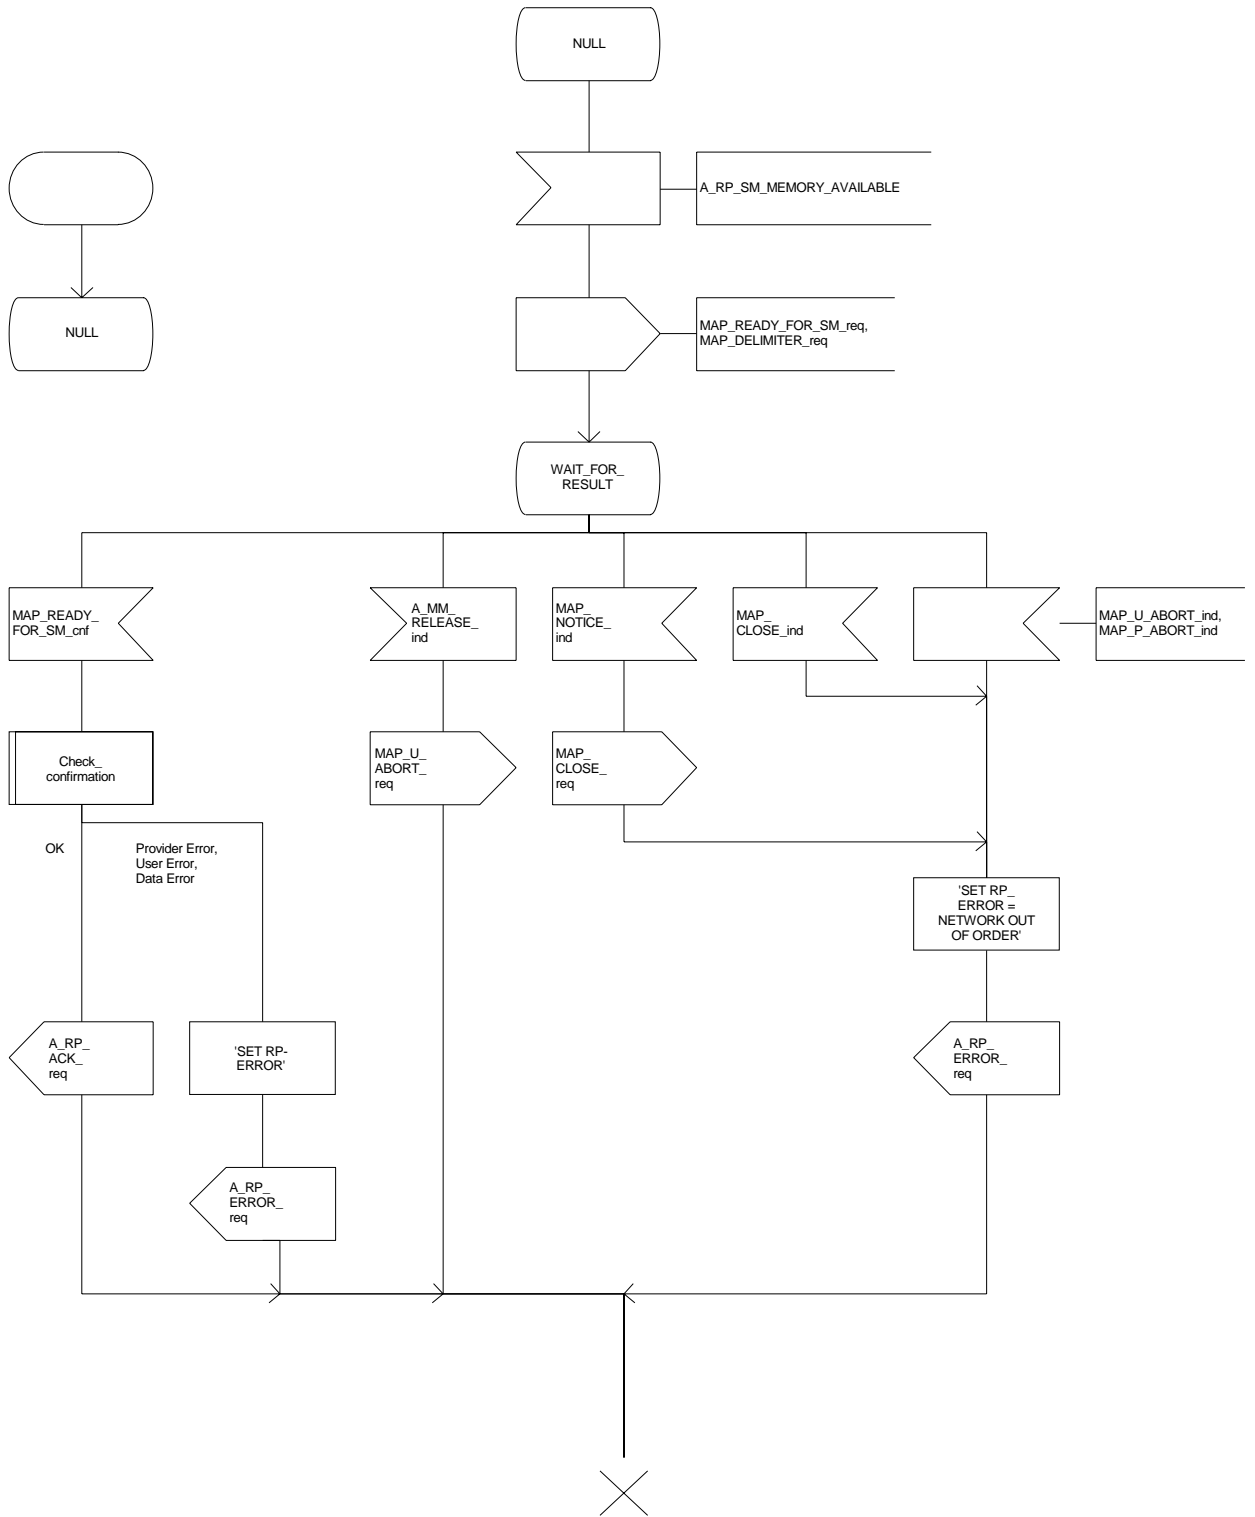 NULL
A_RP_SM_MEMORY_AVAILABLE
NULL
MAP_READY_FOR_SM_req,
MAP_DELIMITER_req
WAIT_FOR_
RESULT
MAP_READY_
FOR_SM_cnf
A_MM_
RELEASE_
ind
MAP_
NOTICE_
ind
MAP_
CLOSE_ind
MAP_U_ABORT_ind,
MAP_P_ABORT_ind
Check_
confirmation
MAP_U_
ABORT_
req
MAP_
CLOSE_
req
OK
Provider Error,
User Error,
Data Error
'SET RP_
ERROR =
NETWORK OUT
OF ORDER'
A_RP_
ACK_
req
'SET RP-
ERROR'
A_RP_
ERROR_
req
A_RP_
ERROR_
req